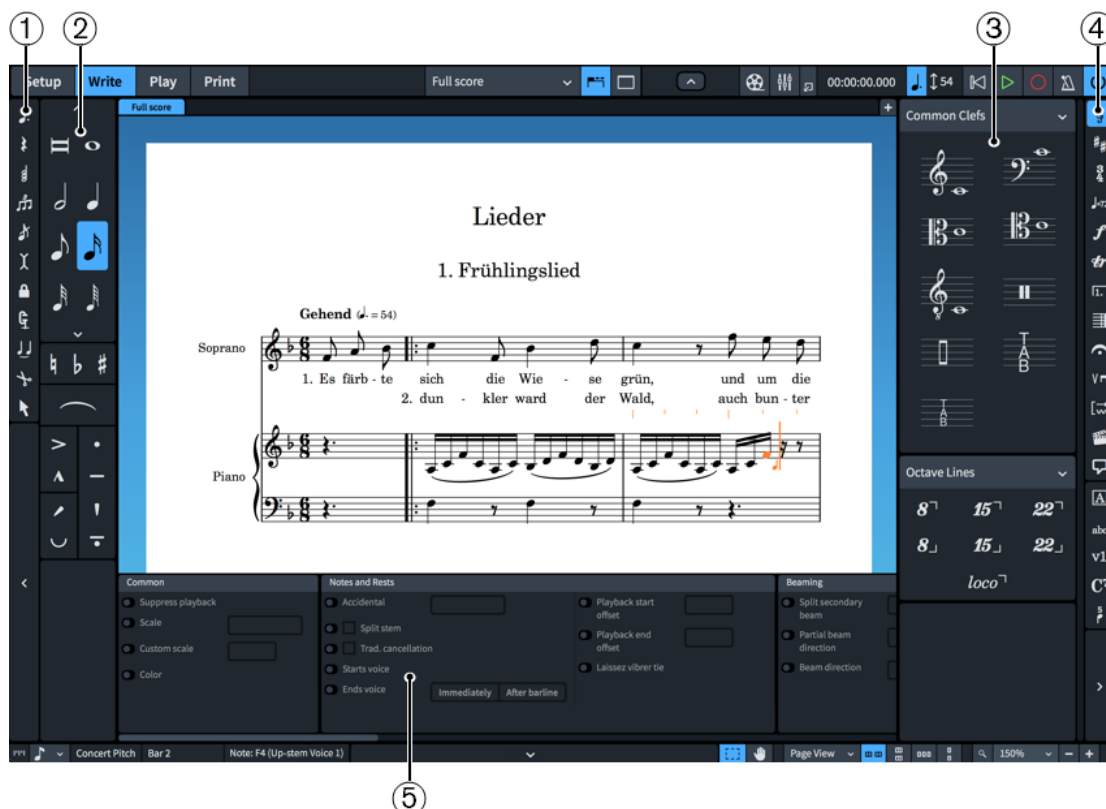 ① ② ③ ④
Setup Write Play Print Full score 00:00:00.000 54
Full score
Common Clefs
Lieder
1. Frühlingslied
Gehend (♩. = 54)
Soprano
1. Es färb - te sich die Wie - se grün, und um die
2. dun - kler ward der Wald, auch bun - ter
Piano
T
A
B
T
A
B
Octave Lines
8 15 22
8 15 22
loco
1.
A
abc
v1
C7
5
Common
Suppress playback
Scale
Custom scale
Color
Notes and Rests
Accidental
Split stem
Trad. cancellation
Starts voice
Ends voice
Immediately After barline
Playback start
offset
Playback end
offset
Laissez vibrer tie
Beaming
Split secondary
beam
Partial beam
direction
Beam direction
Concert Pitch Bar 2 Note: F4 (Up-stem Voice 1) Page View 150%
⑤